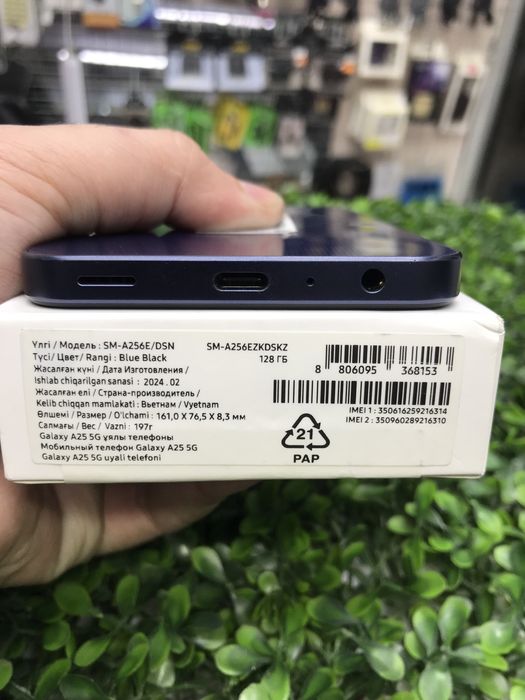 Үлгі / Модель : SM-A256E/DSN
SM-A256EZKDSKZ
Түсі/ Цвет/ Rangi : Blue Black
128 ГБ
Жасалған күні / Дата Изготовления /
Ishlab chiqarilgan sanasi : 2024 . 02
Жасалған елі / Страна-производитель /
Kelib chiqqan mamlakati : Вьетнам / Vyetnam
Өлшемі / Размер / O'lchami : 161,0 X 76,5 X 8,3 мм
Салмағы / Вес / Vazni : 197г
Galaxy A25 5G ұялы телефоны
Мобильный телефон Galaxy A25 5G
Galaxy A25 5G uyali telefoni
8 806095 368153
IMEI 1 : 350616259216314
IMEI 2 : 350960289216310
21
PAP